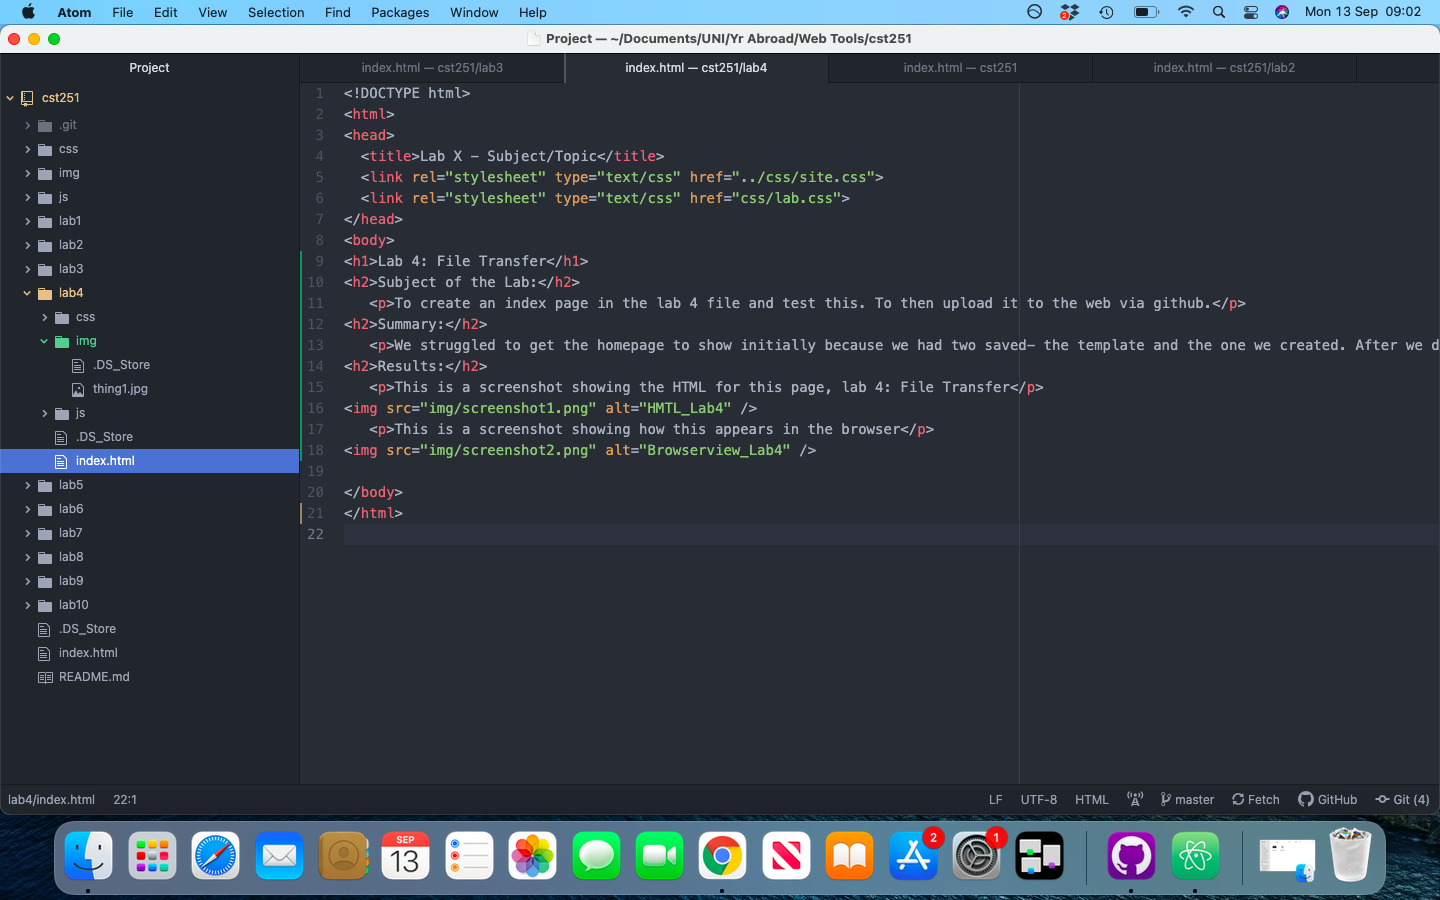 Atom File Edit View Selection Find Packages Window Help 2 Mon 13 Sep 09:02
Project — ~/Documents/UNI/Yr Abroad/Web Tools/cst251
Project
index.html — cst251/lab3
index.html — cst251/lab4
index.html — cst251
index.html — cst251/lab2
cst251
.git
css
img
js
lab1
lab2
lab3
lab4
css
img
.DS_Store
thing1.jpg
js
.DS_Store
index.html
lab5
lab6
lab7
lab8
lab9
lab10
.DS_Store
index.html
README.md
1 <!DOCTYPE html>
2 <html>
3 <head>
4 <title>Lab X - Subject/Topic</title>
5 <link rel="stylesheet" type="text/css" href="../css/site.css">
6 <link rel="stylesheet" type="text/css" href="css/lab.css">
7 </head>
8 <body>
9 <h1>Lab 4: File Transfer</h1>
10 <h2>Subject of the Lab:</h2>
11 <p>To create an index page in the lab 4 file and test this. To then upload it to the web via github.</p>
12 <h2>Summary:</h2>
13 <p>We struggled to get the homepage to show initially because we had two saved- the template and the one we created. After we d
14 <h2>Results:</h2>
15 <p>This is a screenshot showing the HTML for this page, lab 4: File Transfer</p>
16 <img src="img/screenshot1.png" alt="HMTL_Lab4" />
17 <p>This is a screenshot showing how this appears in the browser</p>
18 <img src="img/screenshot2.png" alt="Browserview_Lab4" />
19
20 </body>
21 </html>
22
lab4/index.html 22:1 LF UTF-8 HTML master Fetch GitHub Git (4)
SEP
13
2
1